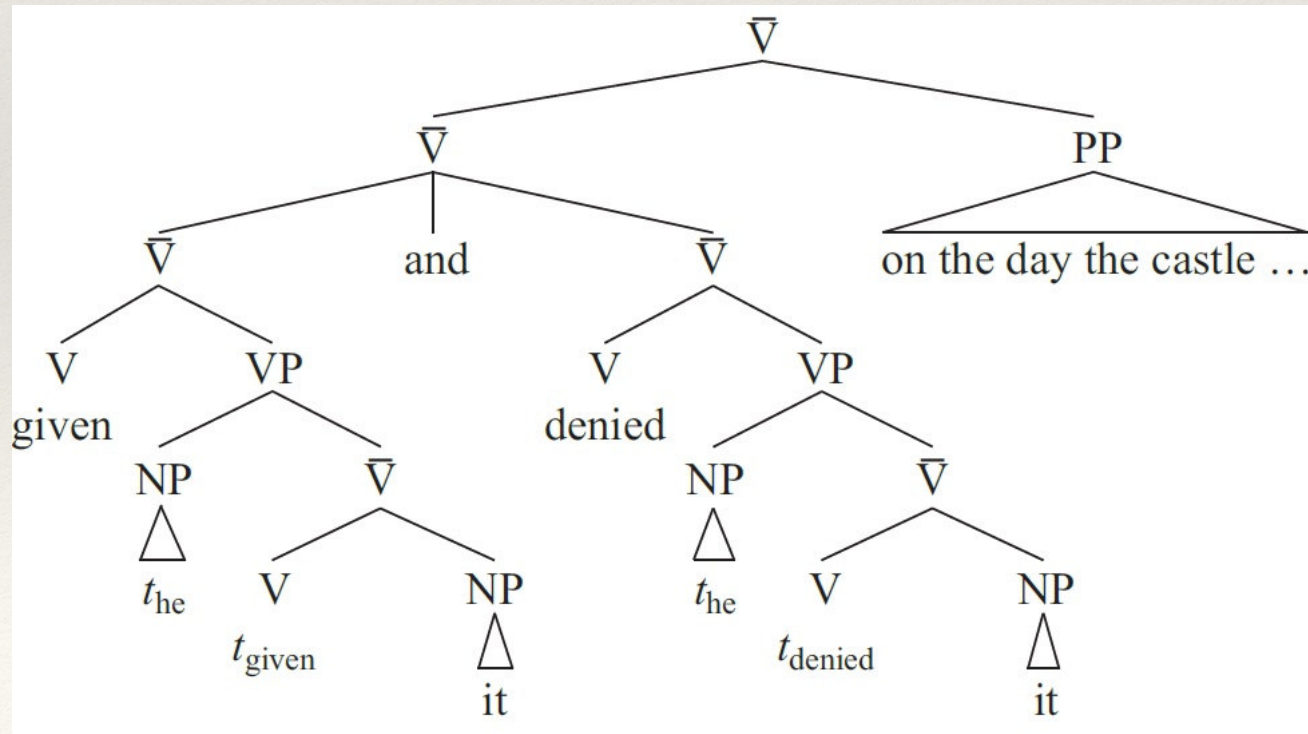 V̄
V̄ PP
V̄ and V̄ on the day the castle …
V VP V VP
given denied
NP V̄ NP V̄
t_he V NP t_he V NP
t_given t_denied
it it